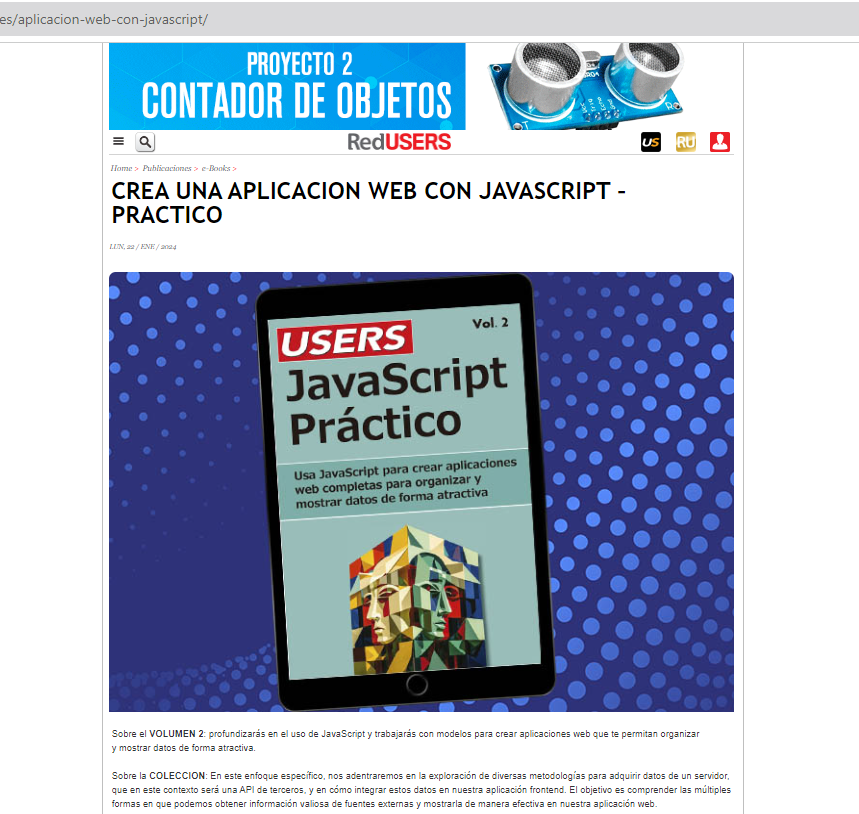 es/aplicacion-web-con-javascript/
PROYECTO 2
CONTADOR DE OBJETOS
T
R
RedUSERS
US
RU
Home > Publicaciones > e-Books >
CREA UNA APLICACION WEB CON JAVASCRIPT –
PRACTICO
LUN, 22 / ENE / 2024
USERS
Vol. 2
JavaScript
Práctico
Usa JavaScript para crear aplicaciones
web completas para organizar y
mostrar datos de forma atractiva
Sobre el VOLUMEN 2: profundizarás en el uso de JavaScript y trabajarás con modelos para crear aplicaciones web que te permitan organizar
y mostrar datos de forma atractiva.
Sobre la COLECCION: En este enfoque específico, nos adentraremos en la exploración de diversas metodologías para adquirir datos de un servidor,
que en este contexto será una API de terceros, y en cómo integrar estos datos en nuestra aplicación frontend. El objetivo es comprender las múltiples
formas en que podemos obtener información valiosa de fuentes externas y mostrarla de manera efectiva en nuestra aplicación web.